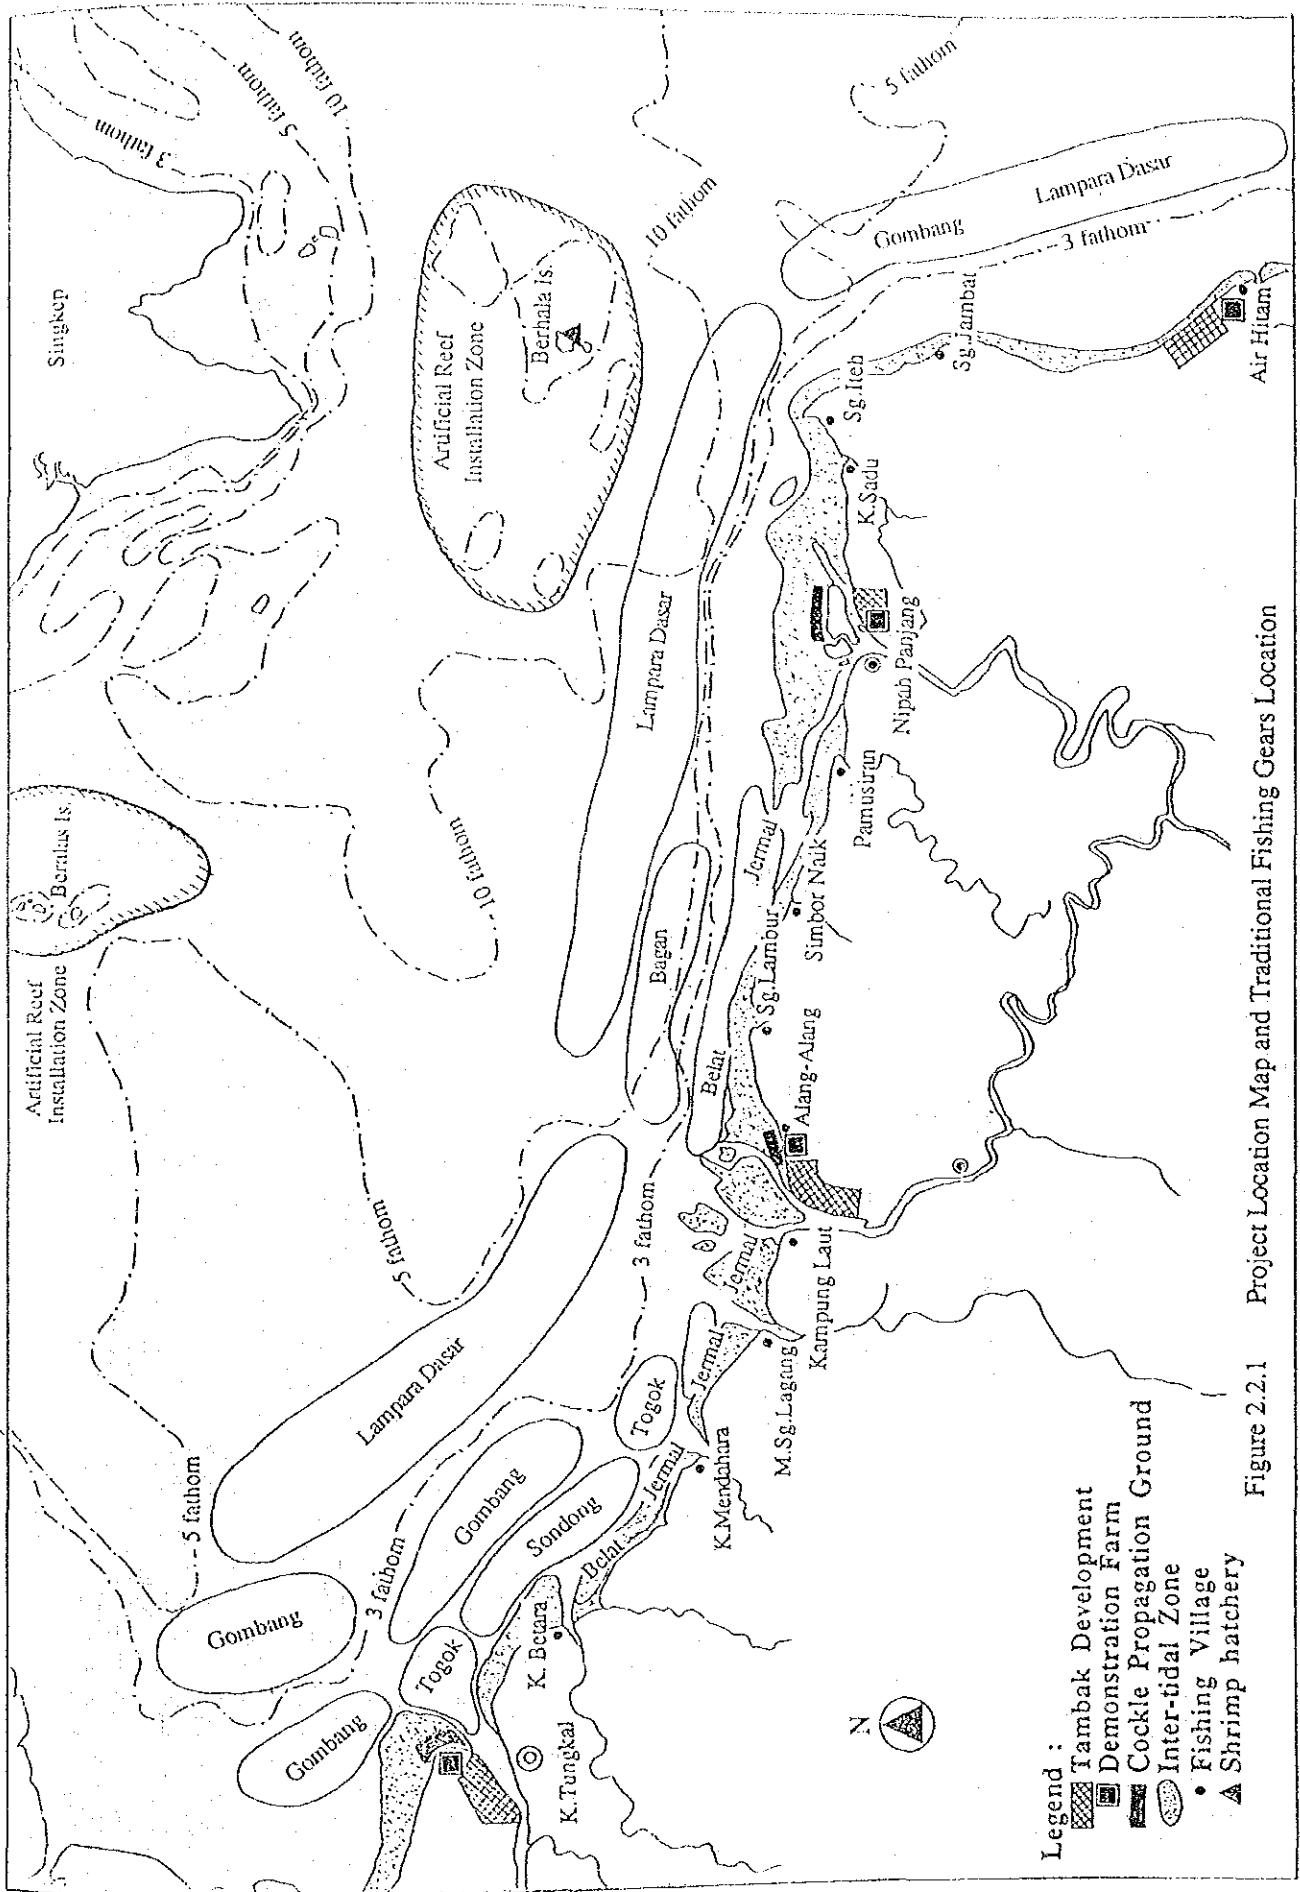 Singkep
3 fathom
5 fathom
10 fathom
Artificial Reef
Installation Zone
Beralas Is.
Artificial Reef
Installation Zone
Berhala Is.
10 fathom
5 fathom
10 fathom
5 fathom
5 fathom
3 fathom
3 fathom
3 fathom
Gombang
Gombang
Lampara Dasar
Gombang
Sondong
Togok
Togok
Belat
Jermal
Jermal
Jermal
Belat
Jermal
Bagan
Lampara Dasar
Gombang
Lampara Dasar
K.Tungkal
K. Betara
K.Mendahara
M.Sg.Lagang
Kampung Laut
Alang-Alang
Sg.Lambur
Simbor Naik
Pamusiran
Nipah Panjang
K.Sadu
Sg.Iteh
Sg.Jambat
Air Hitam
N
Legend :
Tambak Development
Demonstration Farm
Cockle Propagation Ground
Inter-tidal Zone
Fishing Village
Shrimp hatchery
Figure 2.2.1 Project Location Map and Traditional Fishing Gears Location